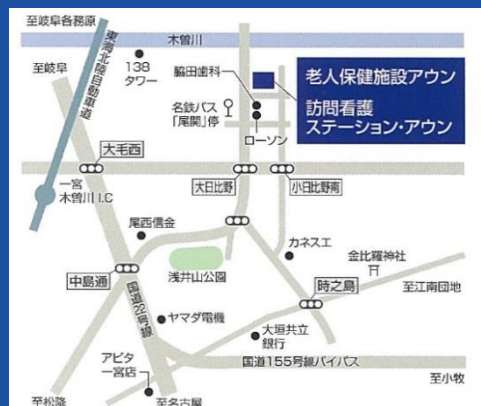 至岐阜各務原
木曽川
東海北陸自動車道
至岐阜
138
タワー
脇田歯科
老人保健施設アウン
訪問看護
ステーション・アウン
名鉄バス
「尾関」停
ローソン
大毛西
大日比野
小日比野南
一宮
木曽川I.C
尾西信金
カネスエ
金比羅神社
中島通
浅井山公園
時之島
至江南団地
国道22号線
ヤマダ電機
大垣共立
銀行
アピタ
一宮店
国道155号線バイパス
至小牧
至松降
至名古屋